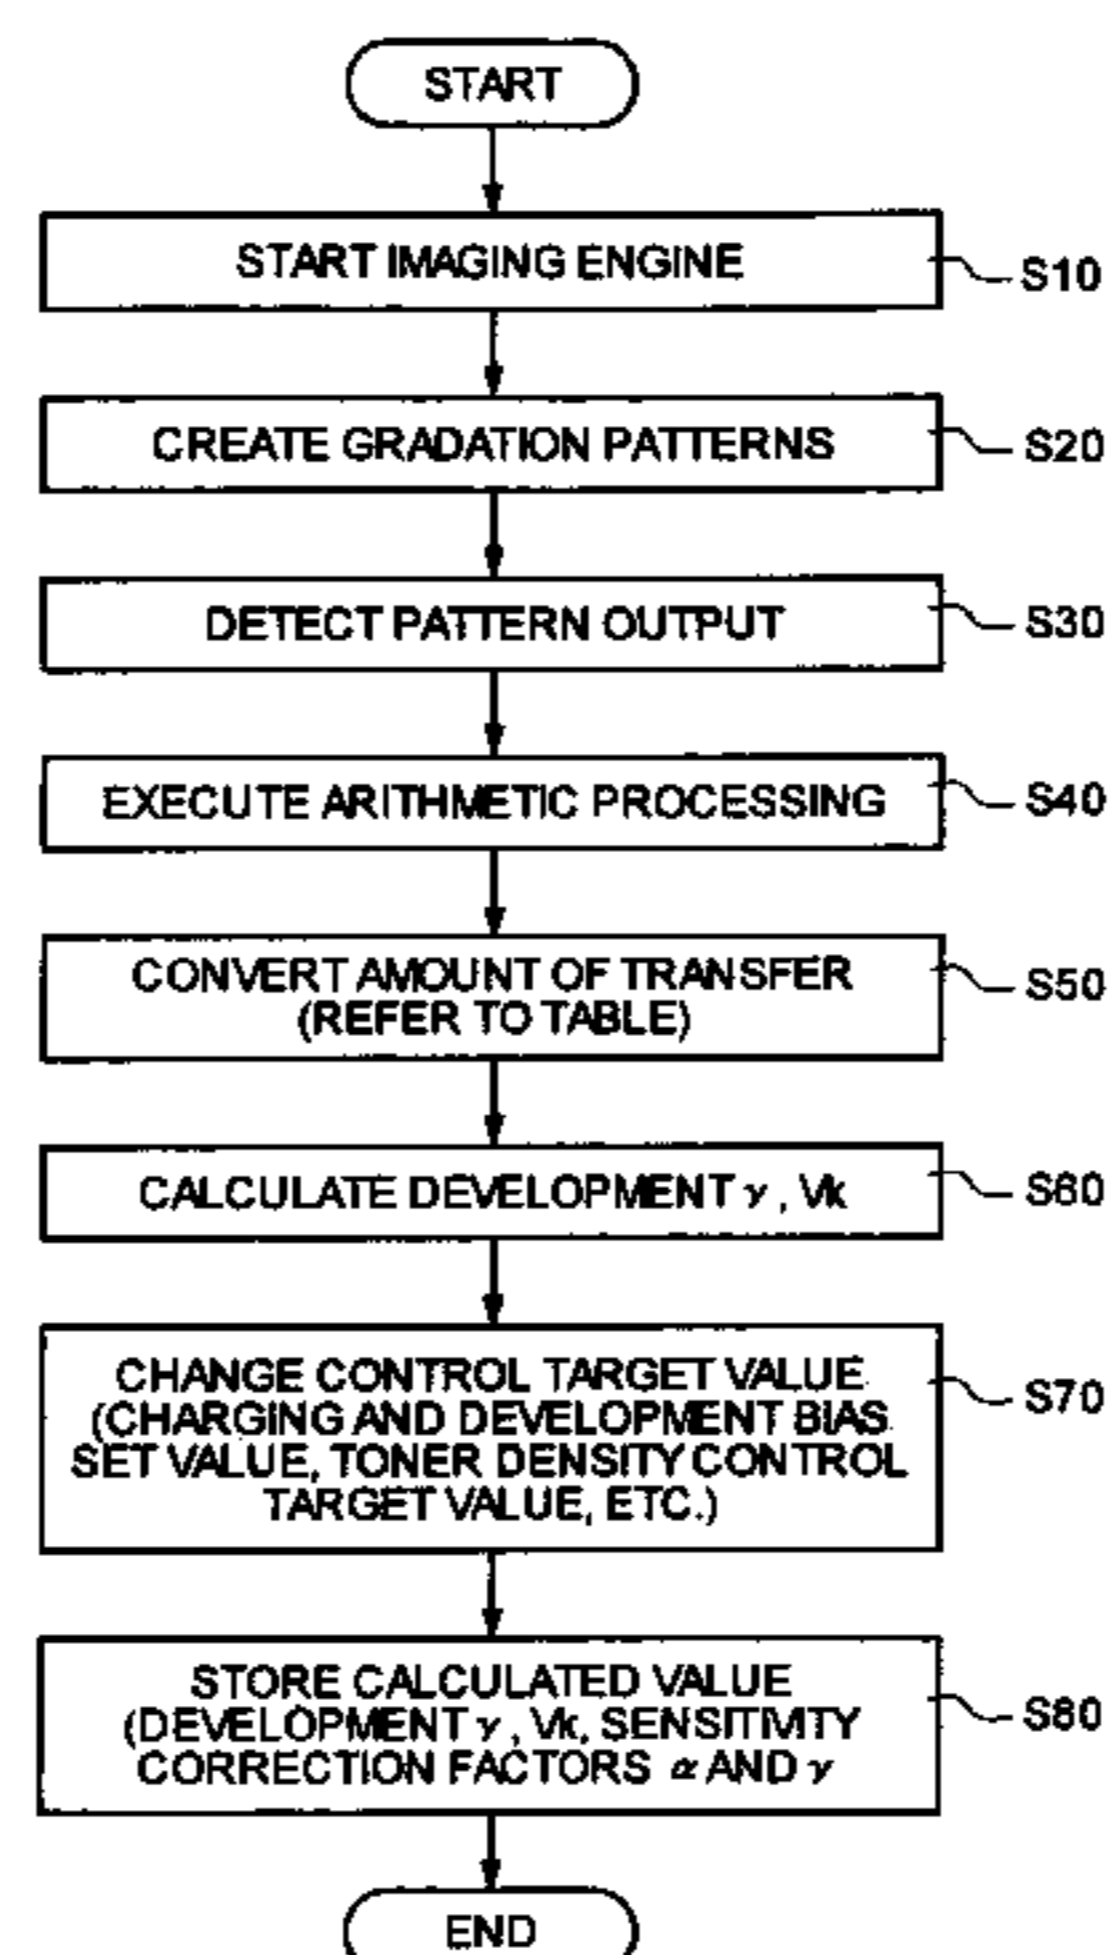 START
START IMAGING ENGINE
S10
CREATE GRADATION PATTERNS
S20
DETECT PATTERN OUTPUT
S30
EXECUTE ARITHMETIC PROCESSING
S40
CONVERT AMOUNT OF TRANSFER
(REFER TO TABLE)
S50
CALCULATE DEVELOPMENT γ, Vk
S60
CHANGE CONTROL TARGET VALUE
(CHARGING AND DEVELOPMENT BIAS
SET VALUE, TONER DENSITY CONTROL
TARGET VALUE, ETC.)
S70
STORE CALCULATED VALUE
(DEVELOPMENT γ, Vk, SENSITIVITY
CORRECTION FACTORS α AND γ
S80
END